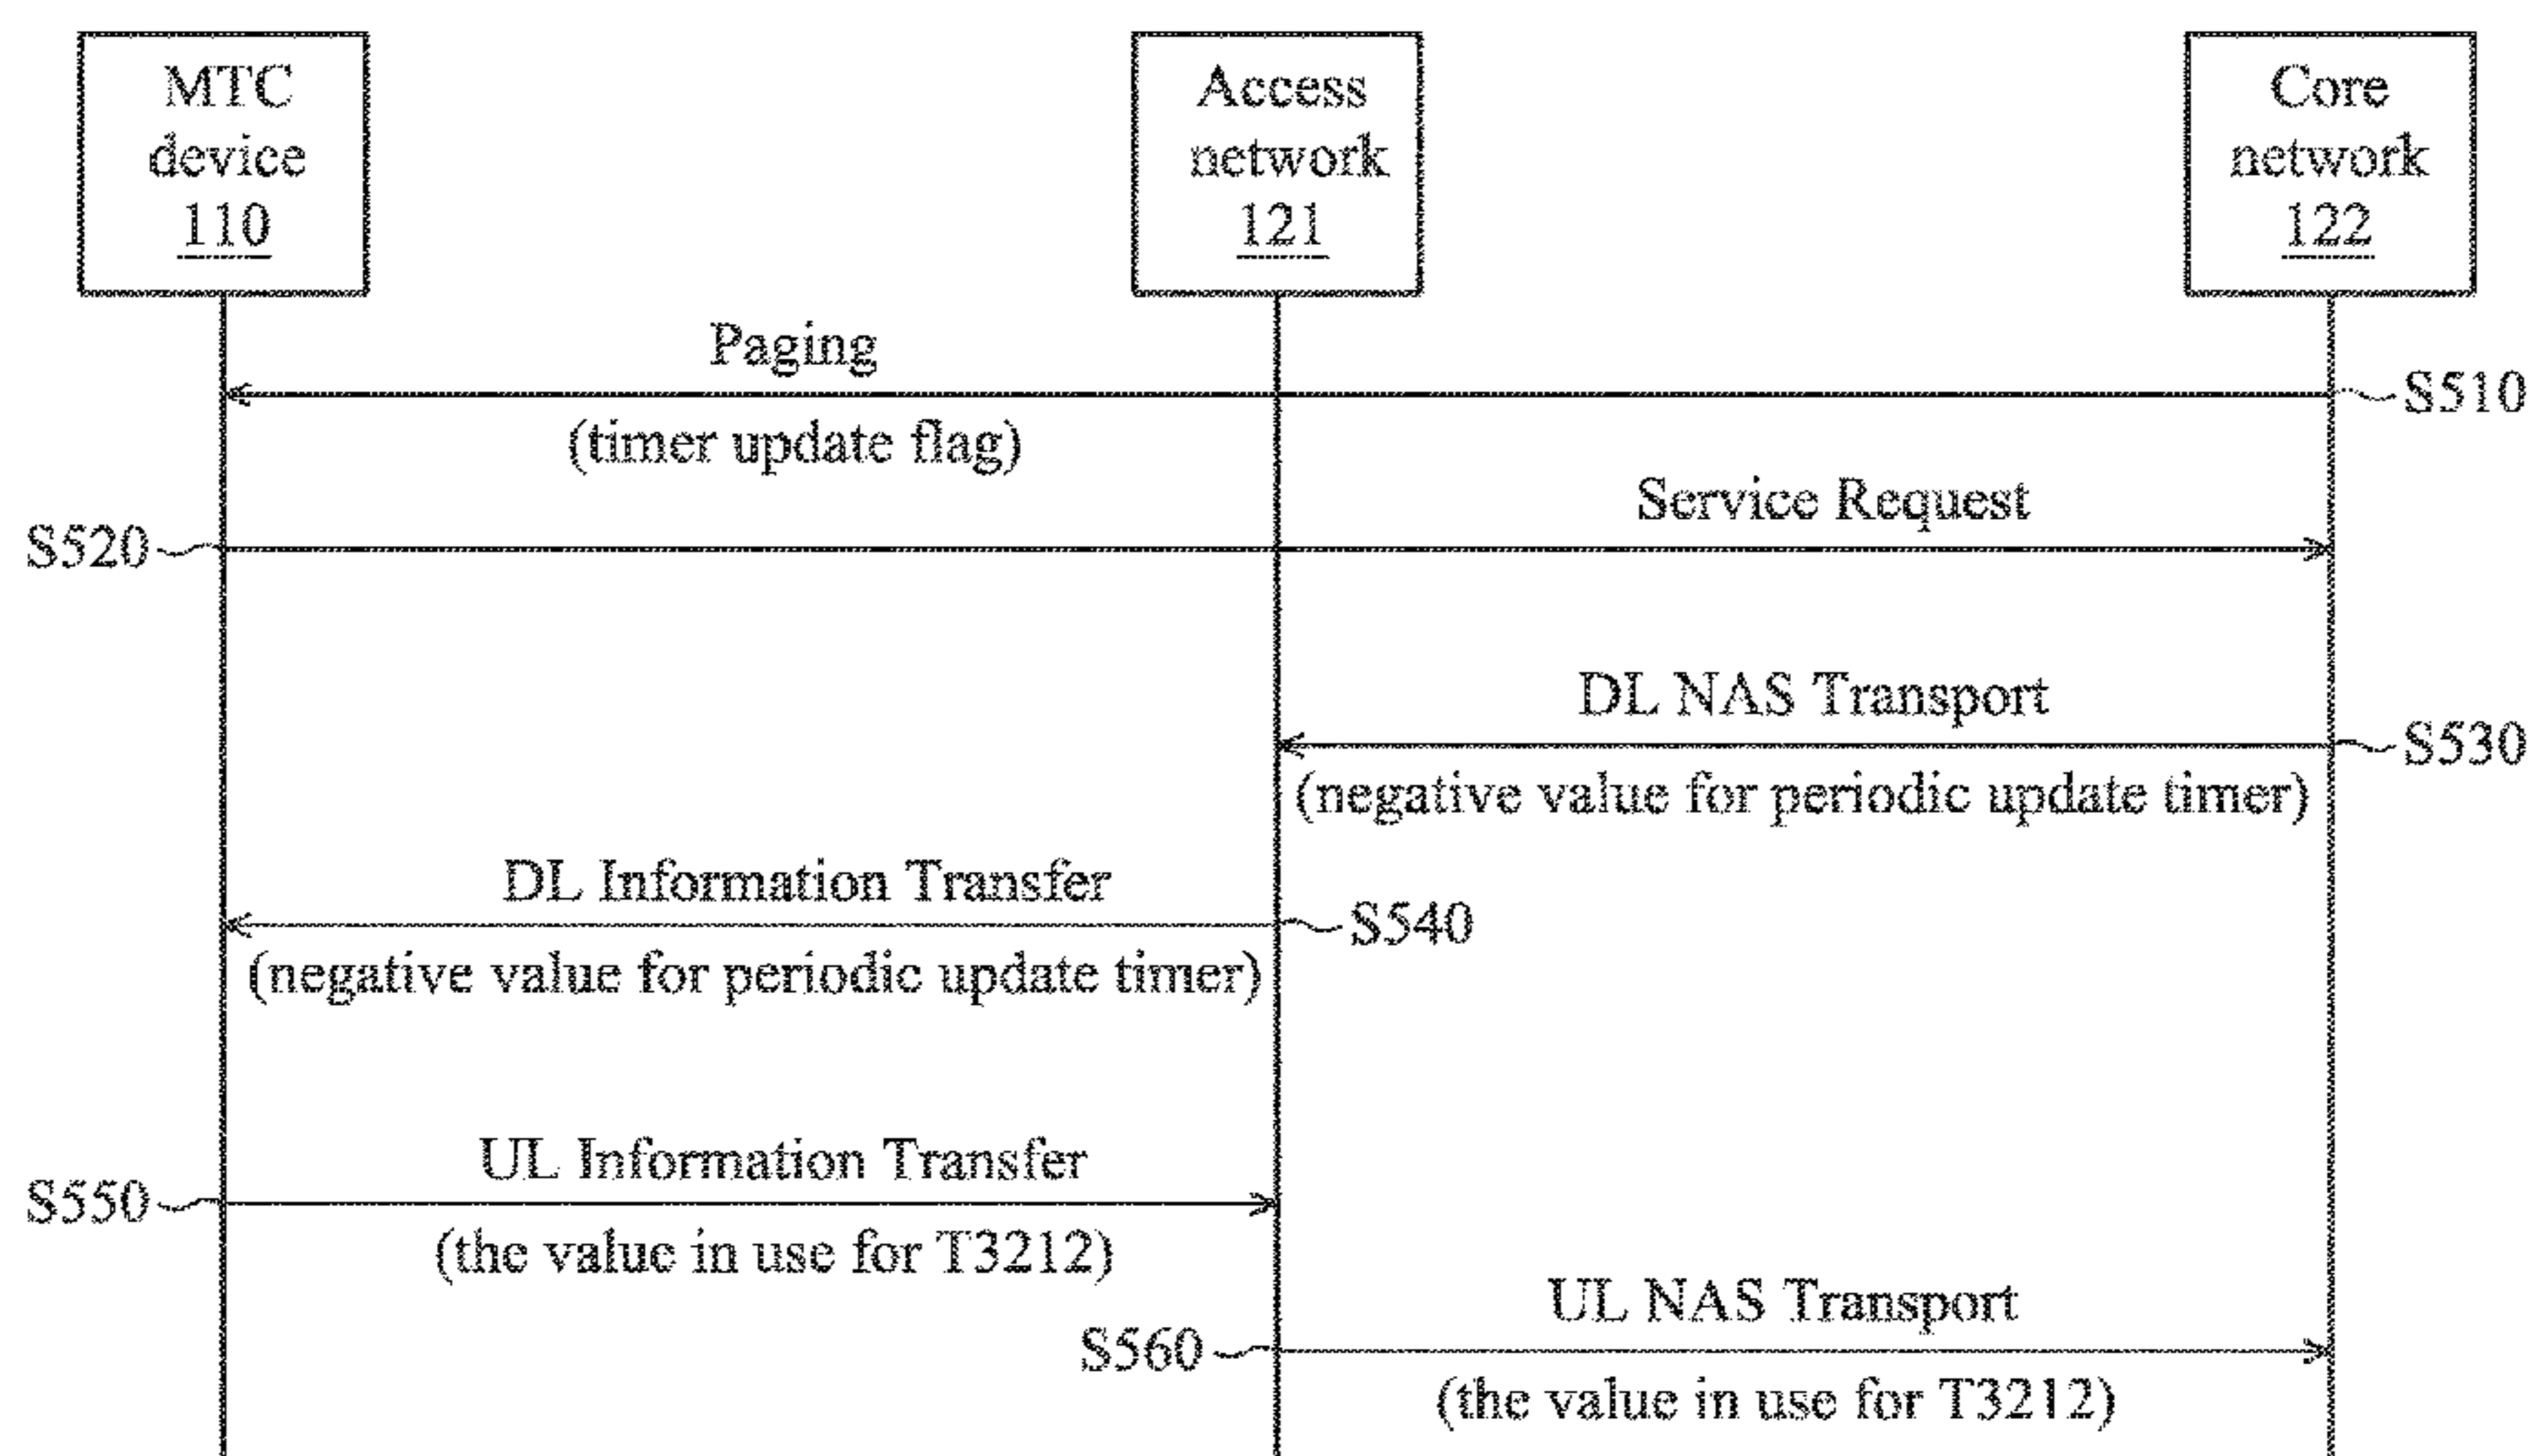 MTC
device
110
Access
network
121
Core
network
122
Paging
S510
(timer update flag)
Service Request
S520
DL NAS Transport
S530
(negative value for periodic update timer)
DL Information Transfer
S540
(negative value for periodic update timer)
UL Information Transfer
S550
(the value in use for T3212)
UL NAS Transport
S560
(the value in use for T3212)